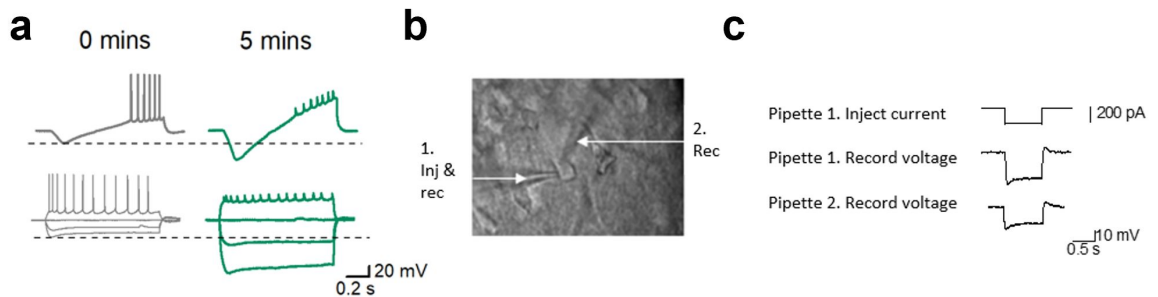 a
0 mins
5 mins
20 mV
0.2 s
b
1.
Inj &
rec
2.
Rec
c
Pipette 1. Inject current
200 pA
Pipette 1. Record voltage
Pipette 2. Record voltage
10 mV
0.5 s